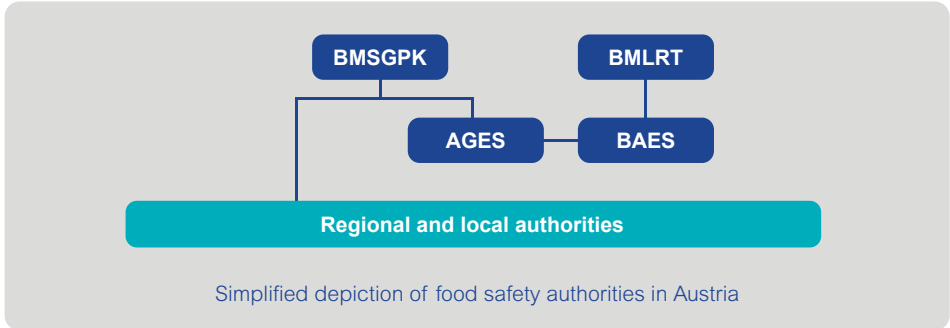 BMSGPK
BMLRT
AGES
BAES
Regional and local authorities
Simplified depiction of food safety authorities in Austria